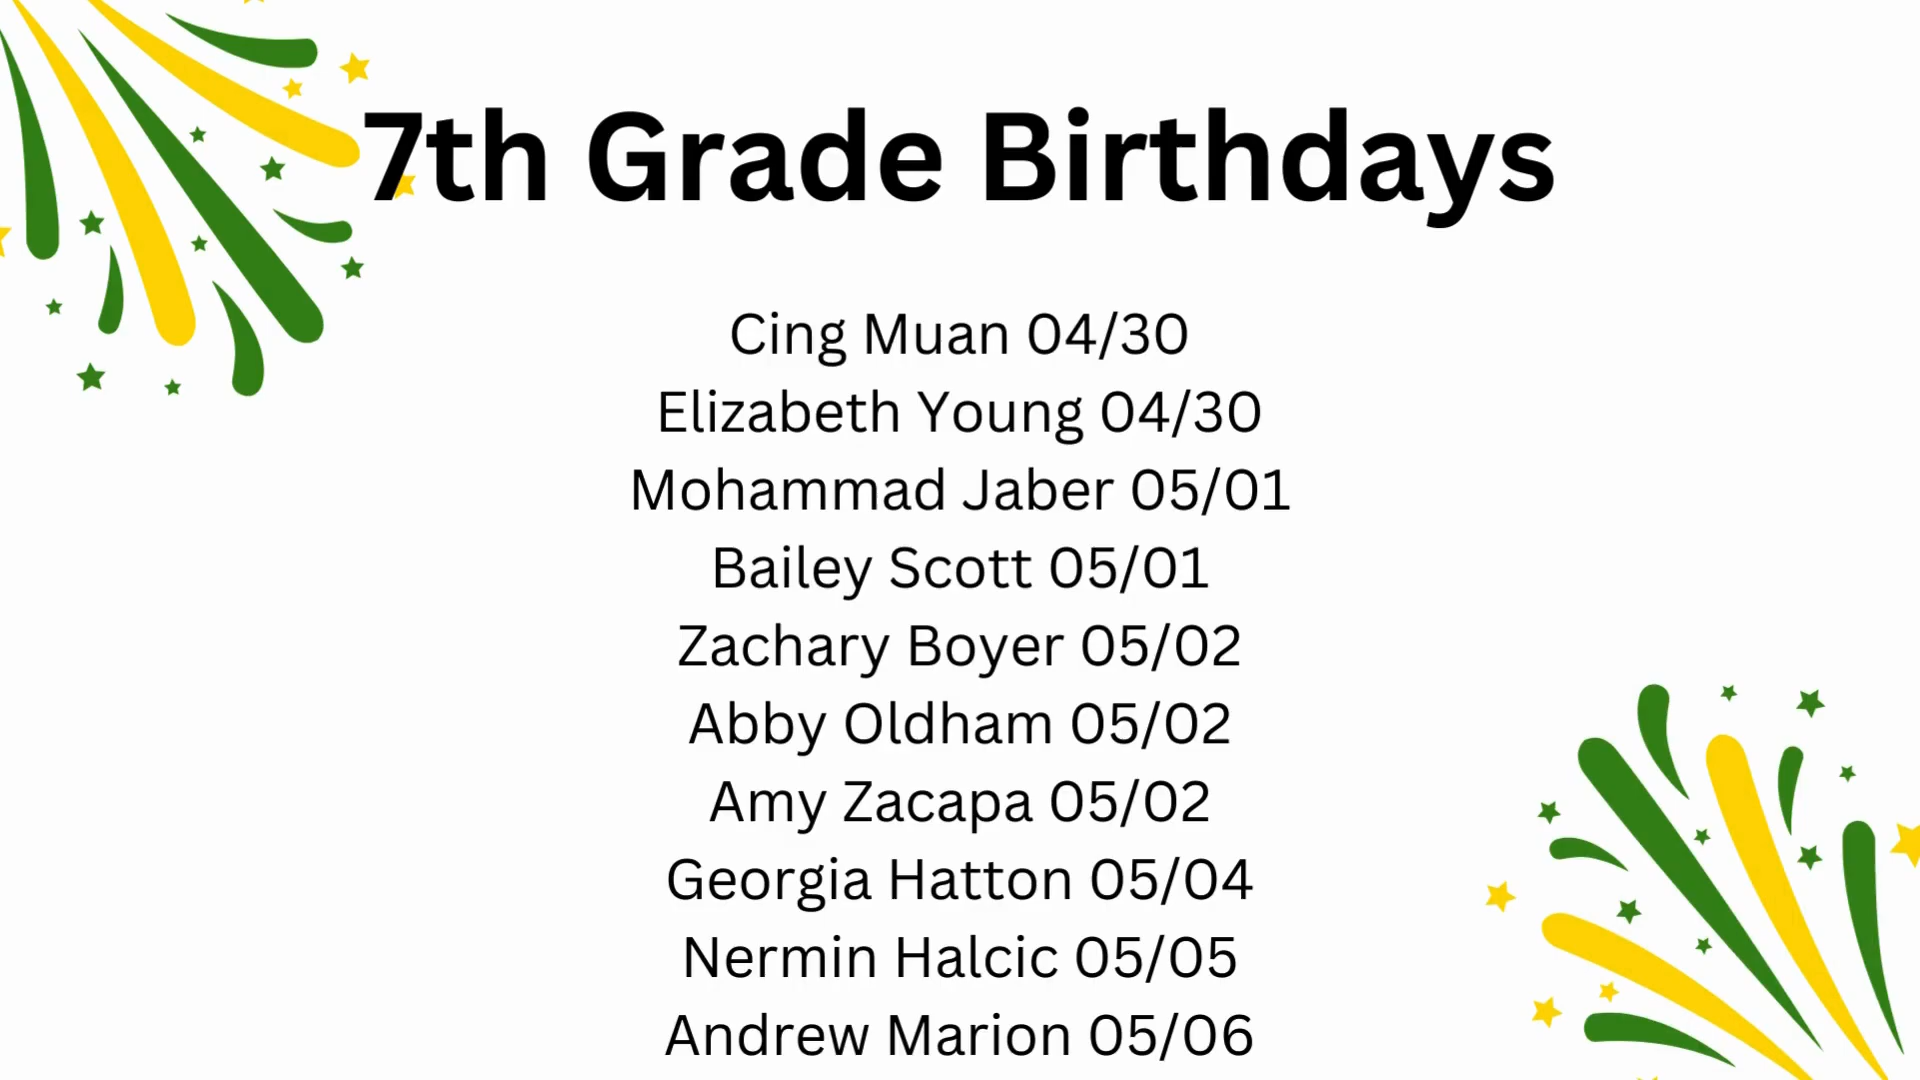 7th Grade Birthdays
Cing Muan 04/30
Elizabeth Young 04/30
Mohammad Jaber 05/01
Bailey Scott 05/01
Zachary Boyer 05/02
Abby Oldham 05/02
Amy Zacapa 05/02
Georgia Hatton 05/04
Nermin Halcic 05/05
Andrew Marion 05/06